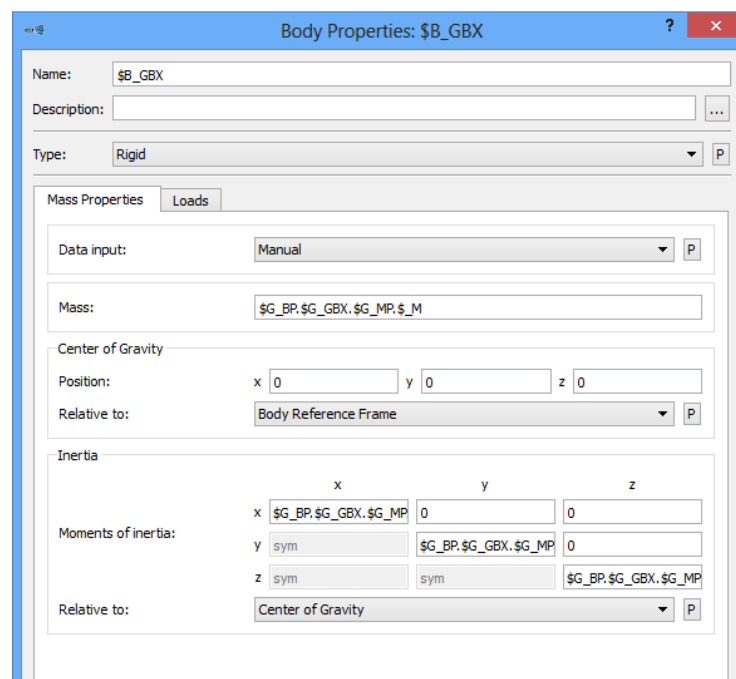 Body Properties: $B_GBX ? ×
Name: $B_GBX
Description: ...
Type: Rigid P
Mass Properties Loads
Data input: Manual P
Mass: $G_BP.$G_GBX.$G_MP.$_M
Center of Gravity
Position: x 0 y 0 z 0
Relative to: Body Reference Frame P
Inertia
x y z
x $G_BP.$G_GBX.$G_MP 0 0
Moments of inertia:
y sym $G_BP.$G_GBX.$G_MP 0
z sym sym $G_BP.$G_GBX.$G_MP
Relative to: Center of Gravity P